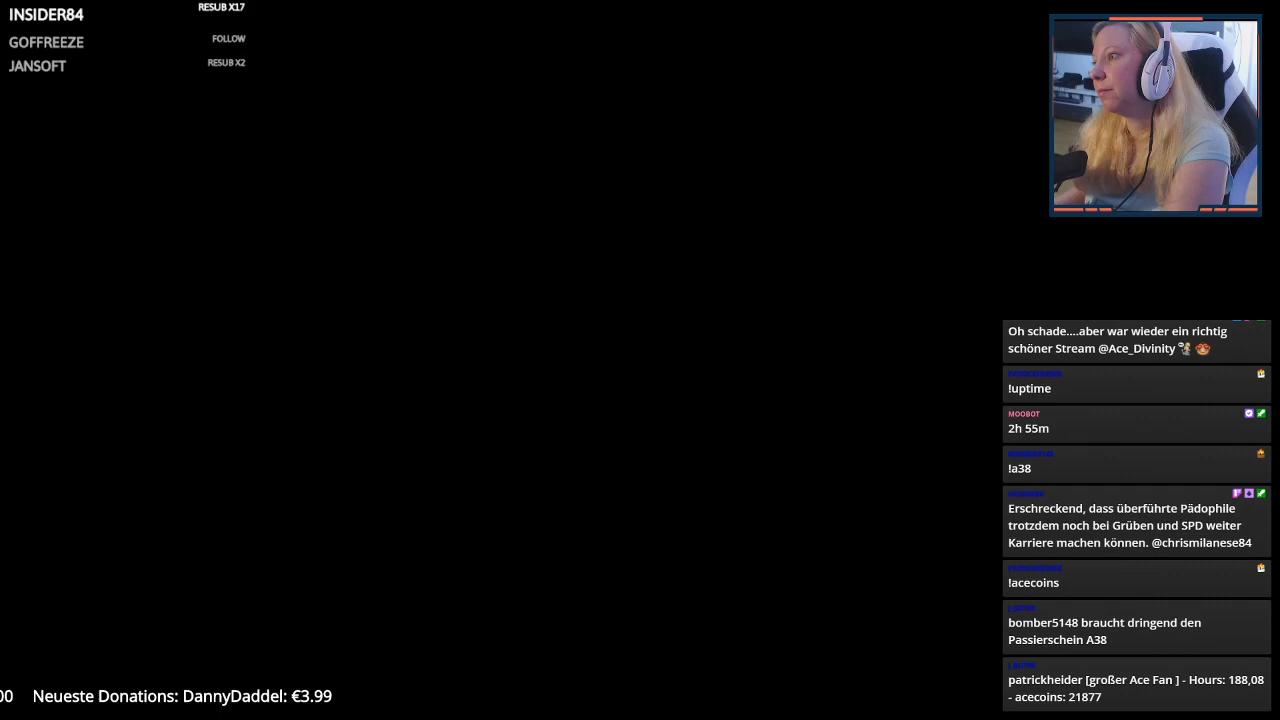 INSIDER84 RESUB X17
GOFFREEZE FOLLOW
JANSOFT RESUB X2
Oh schade....aber war wieder ein richtig
schöner Stream @Ace_Divinity
!uptime
MOOBOT
2h 55m
!a38
Erschreckend, dass überführte Pädophile
trotzdem noch bei Grüben und SPD weiter
Karriere machen können. @chrismilanese84
!acecoins
bomber5148 braucht dringend den
Passierschein A38
patrickheider [großer Ace Fan ] - Hours: 188,08
- acecoins: 21877
00 Neueste Donations: DannyDaddel: €3.99